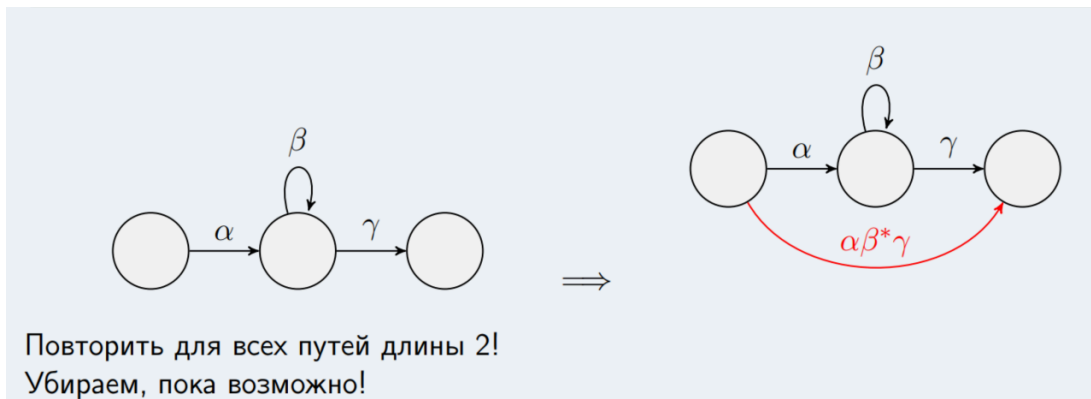 β
α
γ
⟹
β
α
γ
αβ*γ
Повторить для всех путей длины 2!
Убираем, пока возможно!